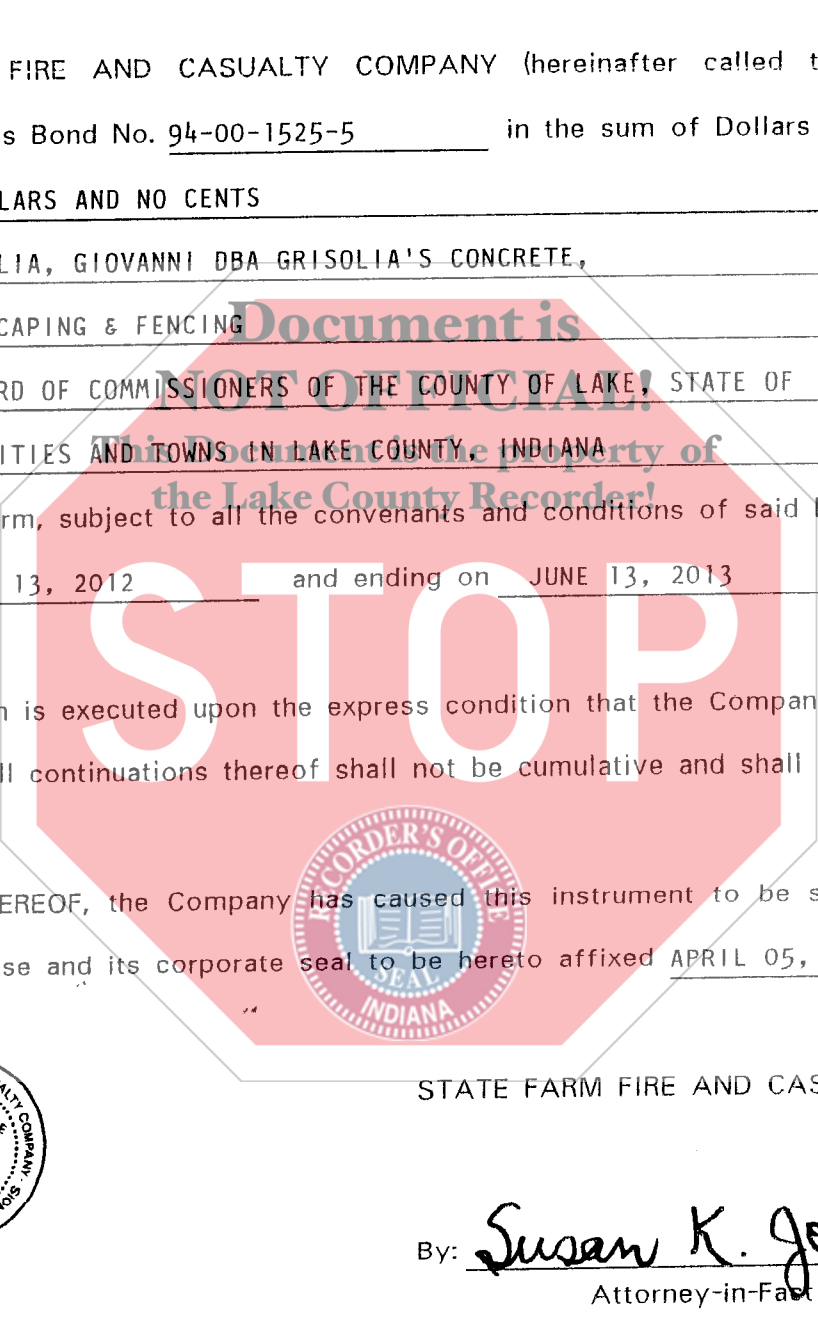 FIRE AND CASUALTY COMPANY (hereinafter called t
s Bond No. 94-00-1525-5 in the sum of Dollars
LARS AND NO CENTS
LIA, GIOVANNI DBA GRISOLIA'S CONCRETE,
CAPING & FENCING
Document is
NOT OFFICIAL!
RD OF COMMISSIONERS OF THE COUNTY OF LAKE, STATE OF
This Document is the property of
ITIES AND TOWNS IN LAKE COUNTY, INDIANA
the Lake County Recorder!
rm, subject to all the convenants and conditions of said
13, 2012 and ending on JUNE 13, 2013
STOP
n is executed upon the express condition that the Compan
ll continuations thereof shall not be cumulative and shall
RECORDER'S OFFICE
EREOF, the Company has caused this instrument to be s
se and its corporate seal to be hereto affixed APRIL 05,
SEAL
INDIANA
STATE FARM FIRE AND CAS
ALTY COMPANY
By: Susan K. Je
Attorney-in-Fact